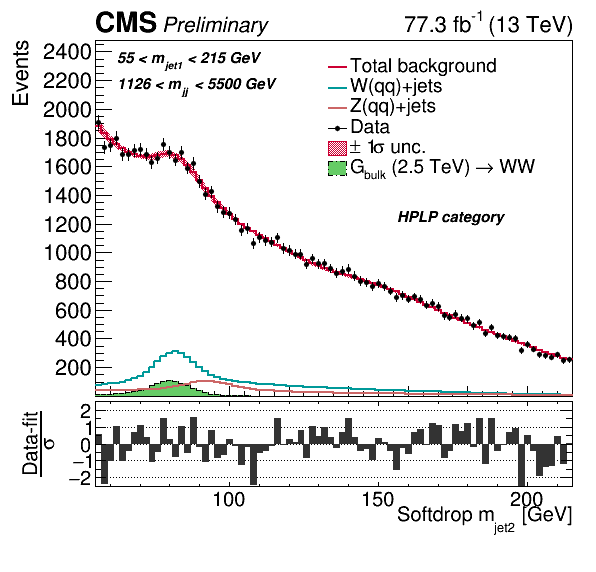 CMS Preliminary 77.3 fb-1 (13 TeV)
Events
2400
2200
2000
1800
1600
1400
1200
1000
800
600
400
200
55 < mjet1 < 215 GeV
1126 < mjj < 5500 GeV
Total background
W(qq)+jets
Z(qq)+jets
Data
± 1σ unc.
Gbulk (2.5 TeV) → WW
HPLP category
Data-fit
σ
2
1
0
−1
−2
100 150 200
Softdrop mjet2 [GeV]